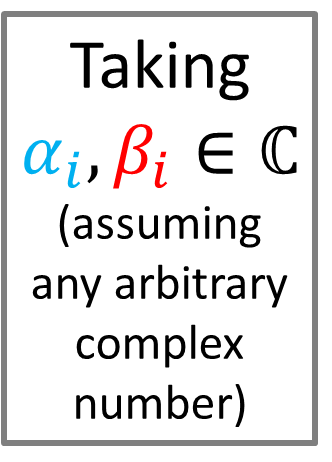 Taking
αᵢ, βᵢ ∈ ℂ
(assuming
any arbitrary
complex
number)